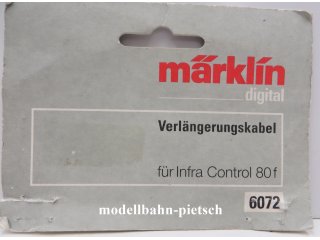 märklin
digital
Verlängerungskabel
für Infra Control 80 f
6072
modellbahn-pietsch